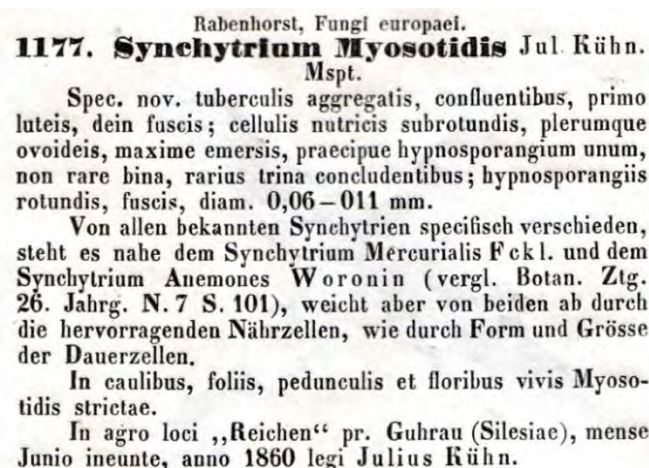 Rabenhorst, Fungi europaei.
1177. Synchytrium Myosotidis Jul. Kühn.
Mspt.
Spec. nov. tuberculis aggregatis, confluentibus, primo
luteis, dein fuscis; cellulis nutricis subrotundis, plerumque
ovoideis, maxime emersis, praecipue hypnosporangium unum,
non rare bina, rarius trina concludentibus; hypnosporangiis
rotundis, fuscis, diam. 0,06–011 mm.
Von allen bekannten Synchytrien specifisch verschieden,
steht es nahe dem Synchytrium Mercurialis Fckl. und dem
Synchytrium Anemones Woronin (vergl. Botan. Ztg.
26. Jahrg. N. 7 S. 101), weicht aber von beiden ab durch
die hervorragenden Nährzellen, wie durch Form und Grösse
der Dauerzellen.
In caulibus, foliis, pedunculis et floribus vivis Myoso-
tidis strictae.
In agro loci „Reichen“ pr. Guhrau (Silesiae), mense
Junio ineunte, anno 1860 legi Julius Kühn.